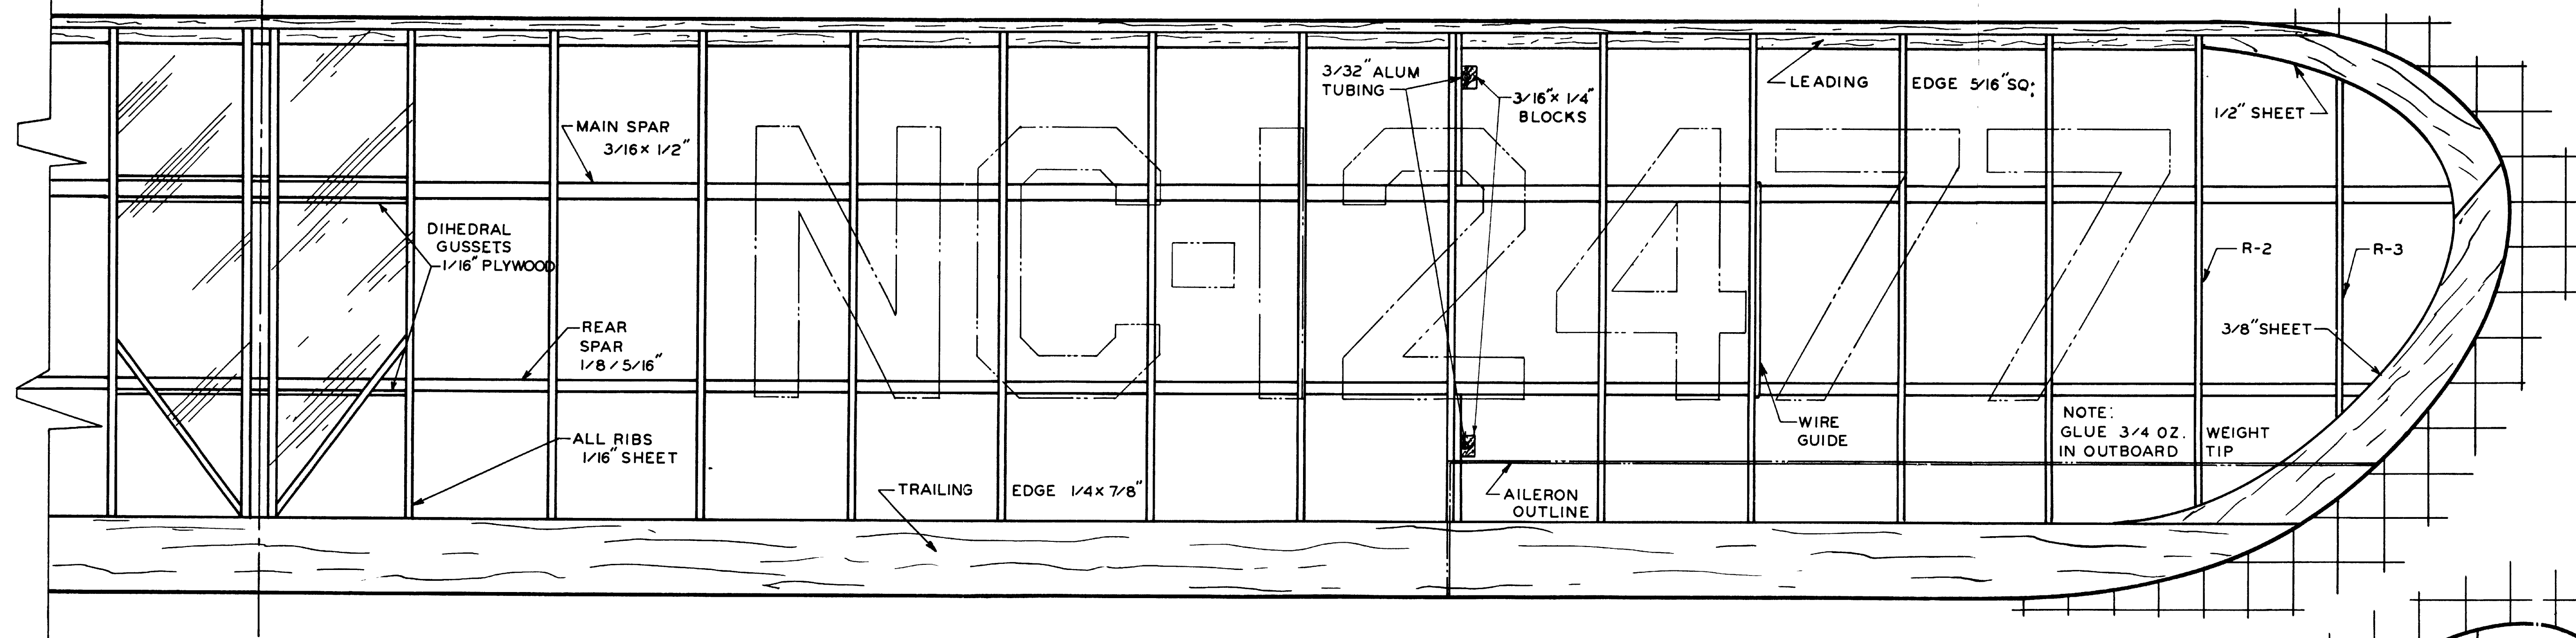 3/32" ALUM
TUBING
3/16" x 1/4"
BLOCKS
LEADING EDGE 5/16" SQ:
1/2" SHEET
MAIN SPAR
3/16 x 1/2"
NC-12477
DIHEDRAL
GUSSETS
1/16" PLYWOOD
R-2
R-3
REAR
SPAR
1/8 / 5/16"
3/8" SHEET
ALL RIBS
1/16" SHEET
WIRE
GUIDE
NOTE:
GLUE 3/4 OZ. WEIGHT
IN OUTBOARD TIP
TRAILING EDGE 1/4 x 7/8"
AILERON
OUTLINE